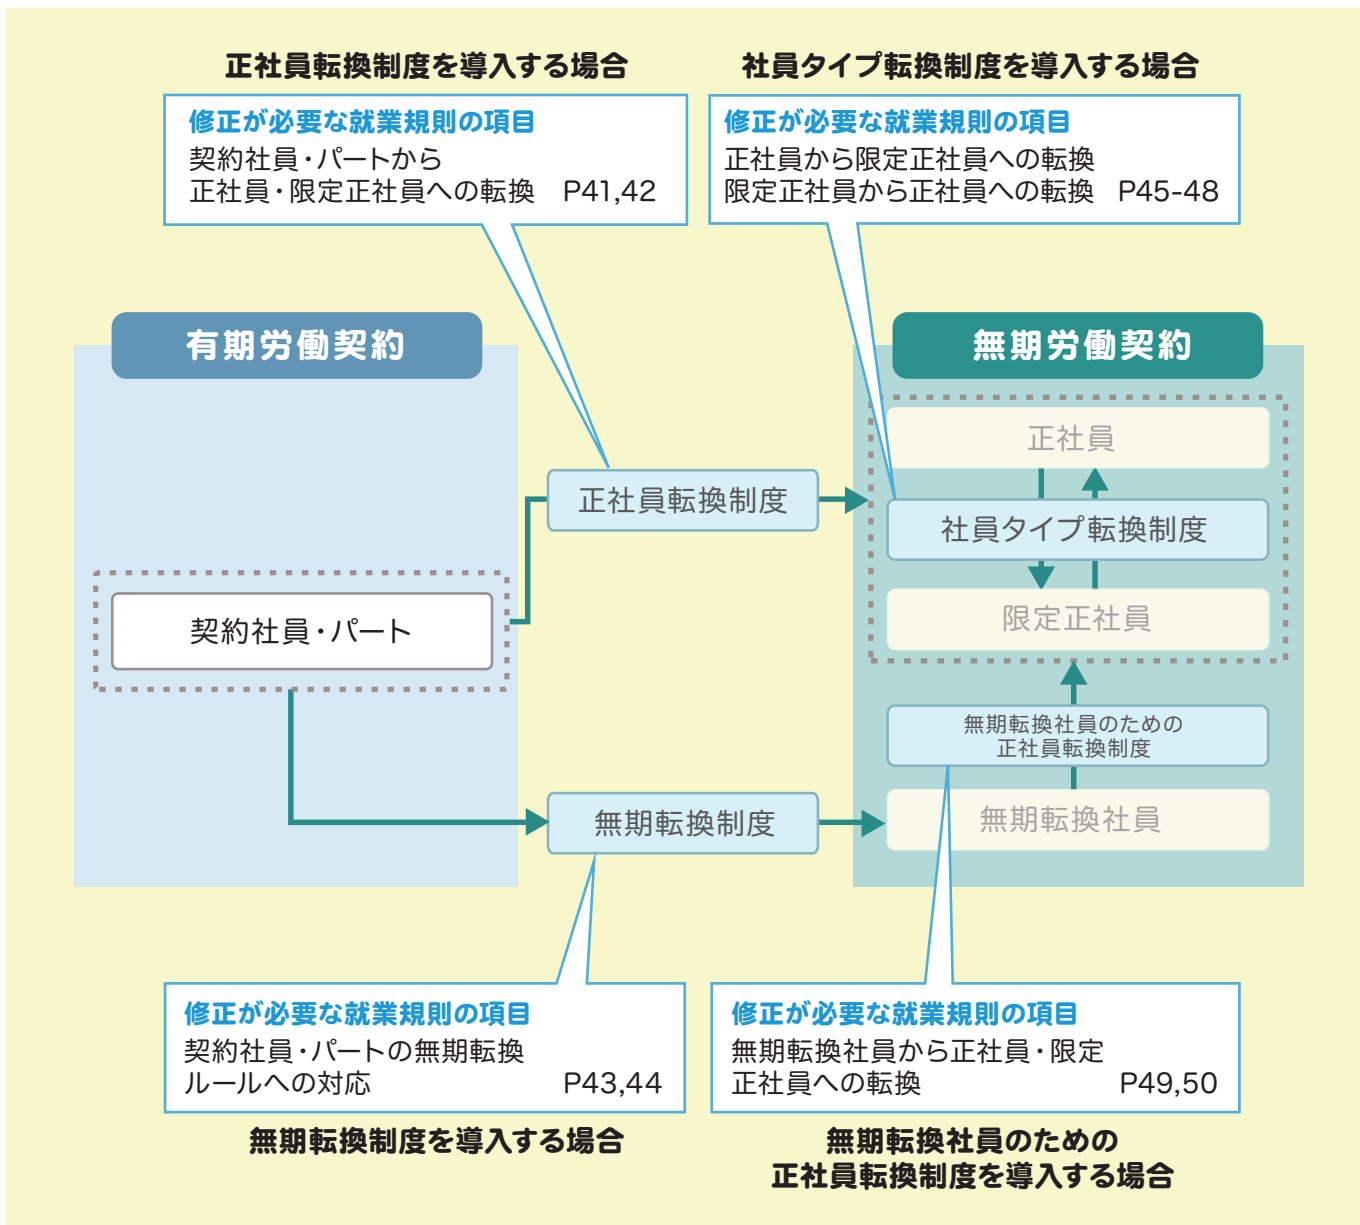 正社員転換制度を導入する場合
修正が必要な就業規則の項目
契約社員・パートから
正社員・限定正社員への転換 P41,42
社員タイプ転換制度を導入する場合
修正が必要な就業規則の項目
正社員から限定正社員への転換
限定正社員から正社員への転換 P45-48
有期労働契約
契約社員・パート
正社員転換制度
無期転換制度
無期労働契約
正社員
社員タイプ転換制度
限定正社員
無期転換社員のための
正社員転換制度
無期転換社員
修正が必要な就業規則の項目
契約社員・パートの無期転換
ルールへの対応 P43,44
無期転換制度を導入する場合
修正が必要な就業規則の項目
無期転換社員から正社員・限定
正社員への転換 P49,50
無期転換社員のための
正社員転換制度を導入する場合